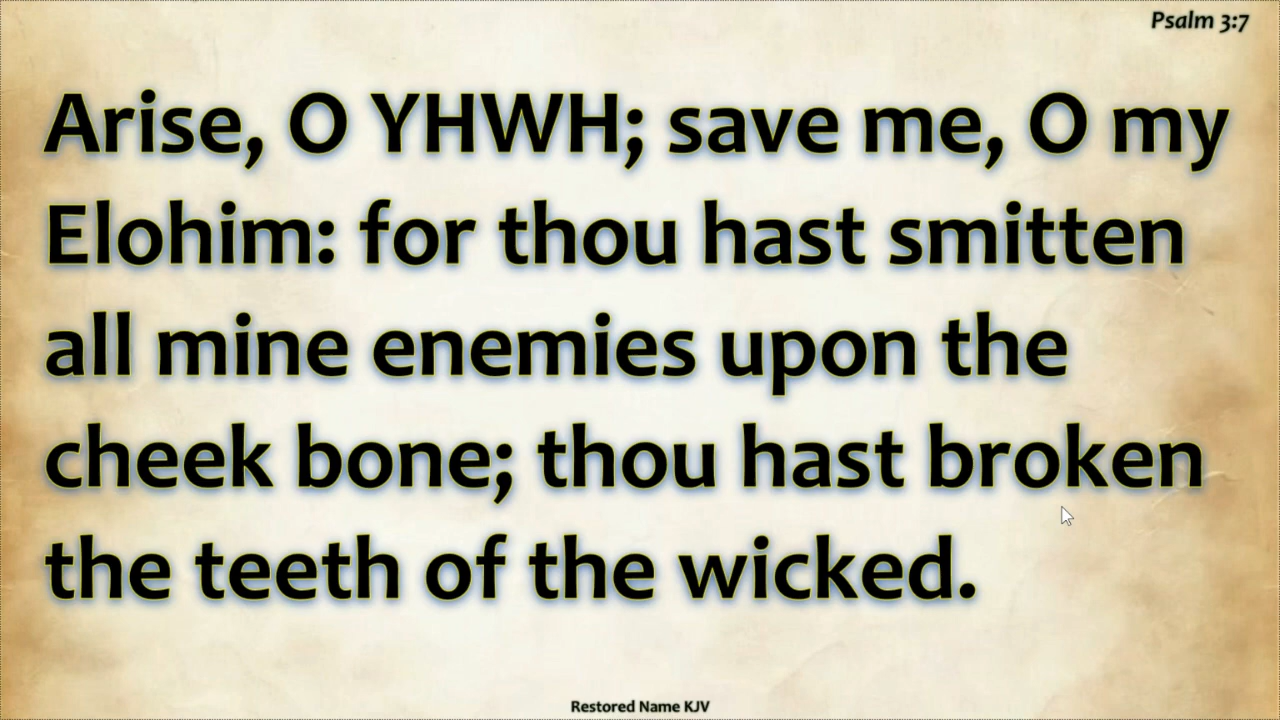 Psalm 3:7
Arise, O YHWH; save me, O my
Elohim: for thou hast smitten
all mine enemies upon the
cheek bone; thou hast broken
the teeth of the wicked.
Restored Name KJV